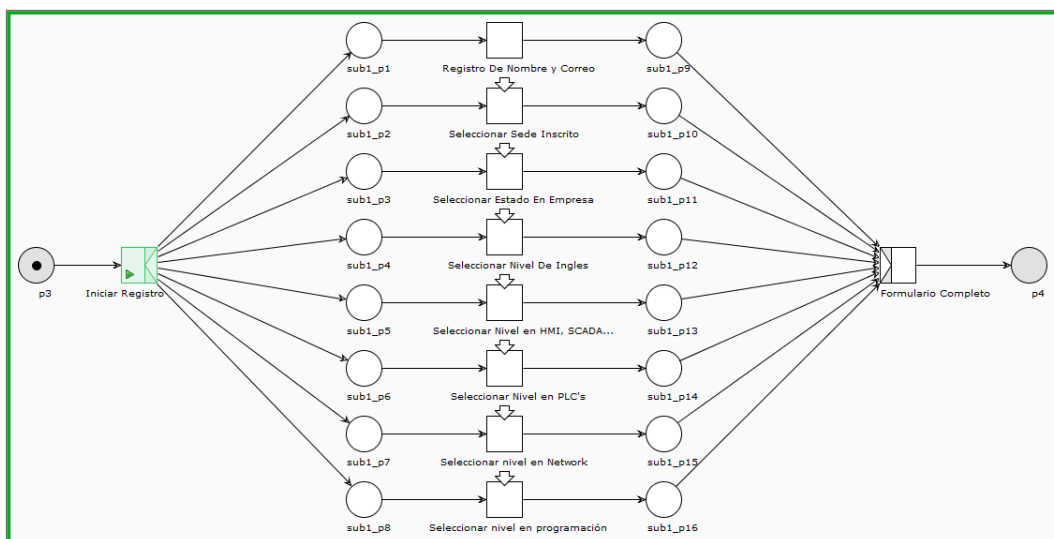 sub1_p1
Registro De Nombre y Correo
sub1_p9
sub1_p2
Seleccionar Sede Inscrito
sub1_p10
sub1_p3
Seleccionar Estado En Empresa
sub1_p11
p3
Iniciar Registro
sub1_p4
Seleccionar Nivel De Ingles
sub1_p12
Formulario Completo
p4
sub1_p5
Seleccionar Nivel en HMI, SCADA...
sub1_p13
sub1_p6
Seleccionar Nivel en PLC's
sub1_p14
sub1_p7
Seleccionar nivel en Network
sub1_p15
sub1_p8
Seleccionar nivel en programación
sub1_p16